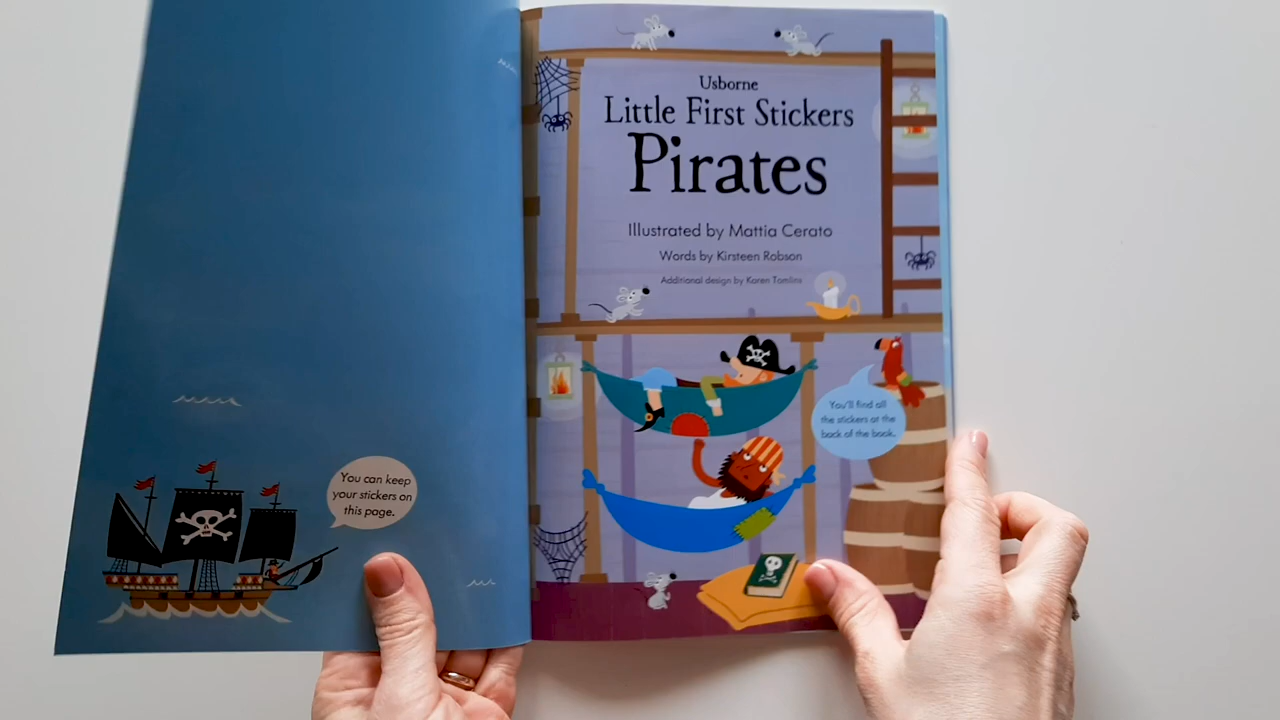 You can keep
your stickers on
this page.
Usborne
Little First Stickers
Pirates
Illustrated by Mattia Cerato
Words by Kirsteen Robson
Additional design by Karen Tomlins
You'll find all
the stickers at the
back of the book.